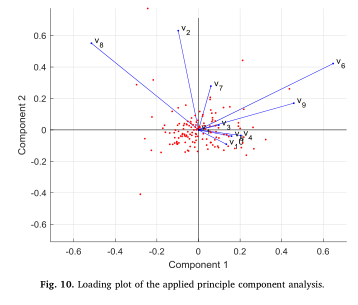 0.6
0.4
0.2
0
-0.2
-0.4
-0.6
Component 2
v8
v2
v7
v6
v9
v3
v4
-0.6 -0.4 -0.2 0 0.2 0.4 0.6
Component 1
Fig. 10. Loading plot of the applied principle component analysis.